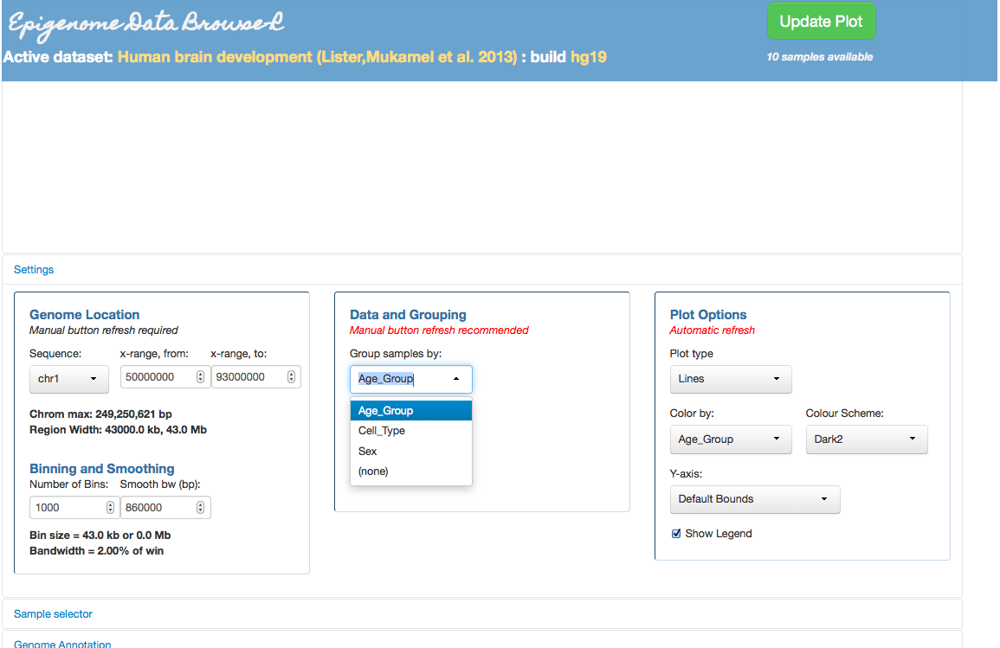 Epigenome Data Browser
Update Plot
Active dataset: Human brain development (Lister,Mukamel et al. 2013) : build hg19
10 samples available
Settings
Genome Location
Manual button refresh required
Sequence: x-range, from: x-range, to:
chr1 50000000 93000000
Chrom max: 249,250,621 bp
Region Width: 43000.0 kb, 43.0 Mb
Binning and Smoothing
Number of Bins: Smooth bw (bp):
1000 860000
Bin size = 43.0 kb or 0.0 Mb
Bandwidth = 2.00% of win
Data and Grouping
Manual button refresh recommended
Group samples by:
Age_Group
Age_Group
Cell_Type
Sex
(none)
Plot Options
Automatic refresh
Plot type
Lines
Color by: Colour Scheme:
Age_Group Dark2
Y-axis:
Default Bounds
Show Legend
Sample selector
Genome Annotation